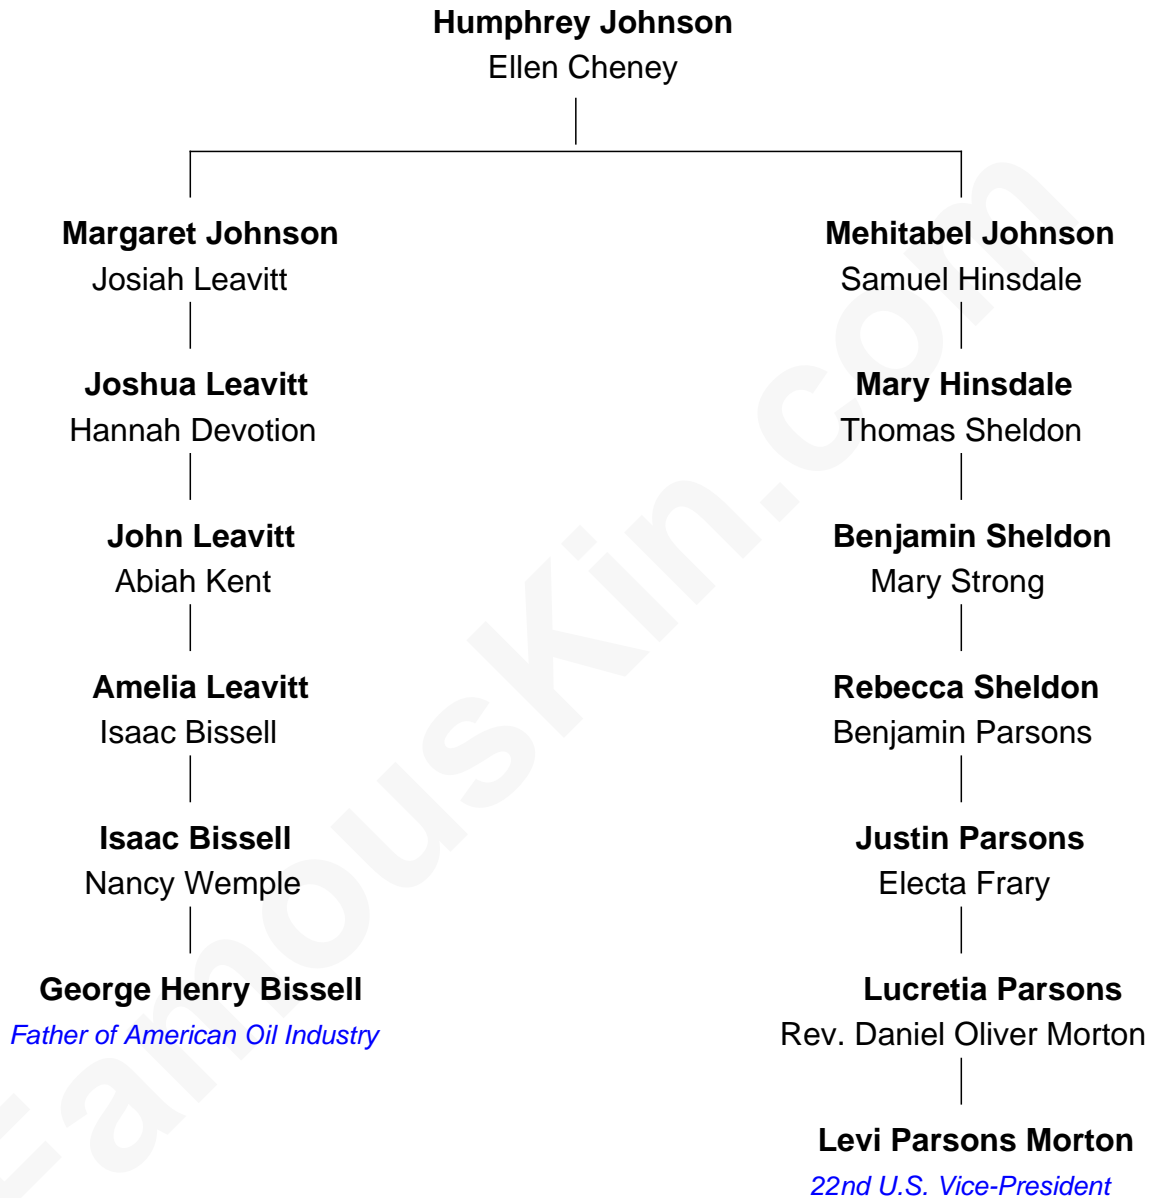 Humphrey Johnson
Ellen Cheney
Margaret Johnson
Josiah Leavitt
Mehitabel Johnson
Samuel Hinsdale
Joshua Leavitt
Hannah Devotion
Mary Hinsdale
Thomas Sheldon
John Leavitt
Abiah Kent
Benjamin Sheldon
Mary Strong
Amelia Leavitt
Isaac Bissell
Rebecca Sheldon
Benjamin Parsons
Isaac Bissell
Nancy Wemple
Justin Parsons
Electa Frary
George Henry Bissell
Father of American Oil Industry
Lucretia Parsons
Rev. Daniel Oliver Morton
Levi Parsons Morton
22nd U.S. Vice-President
FamousKin.com